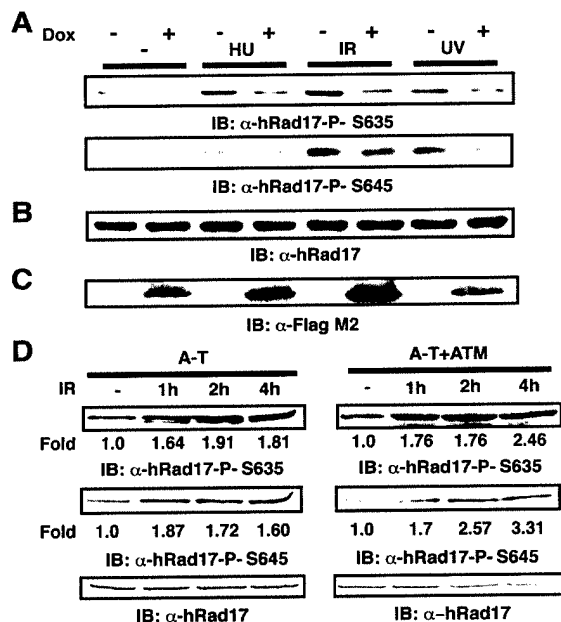 A
Dox - + - + - + - +
- HU IR UV
IB: α-hRad17-P- S635
IB: α-hRad17-P- S645
B
IB: α-hRad17
C
IB: α-Flag M2
D
A-T A-T+ATM
IR - 1h 2h 4h - 1h 2h 4h
Fold 1.0 1.64 1.91 1.81 1.0 1.76 1.76 2.46
IB: α-hRad17-P- S635 IB: α-hRad17-P- S635
Fold 1.0 1.87 1.72 1.60 1.0 1.7 2.57 3.31
IB: α-hRad17-P- S645 IB: α-hRad17-P- S645
IB: α-hRad17 IB: α–hRad17